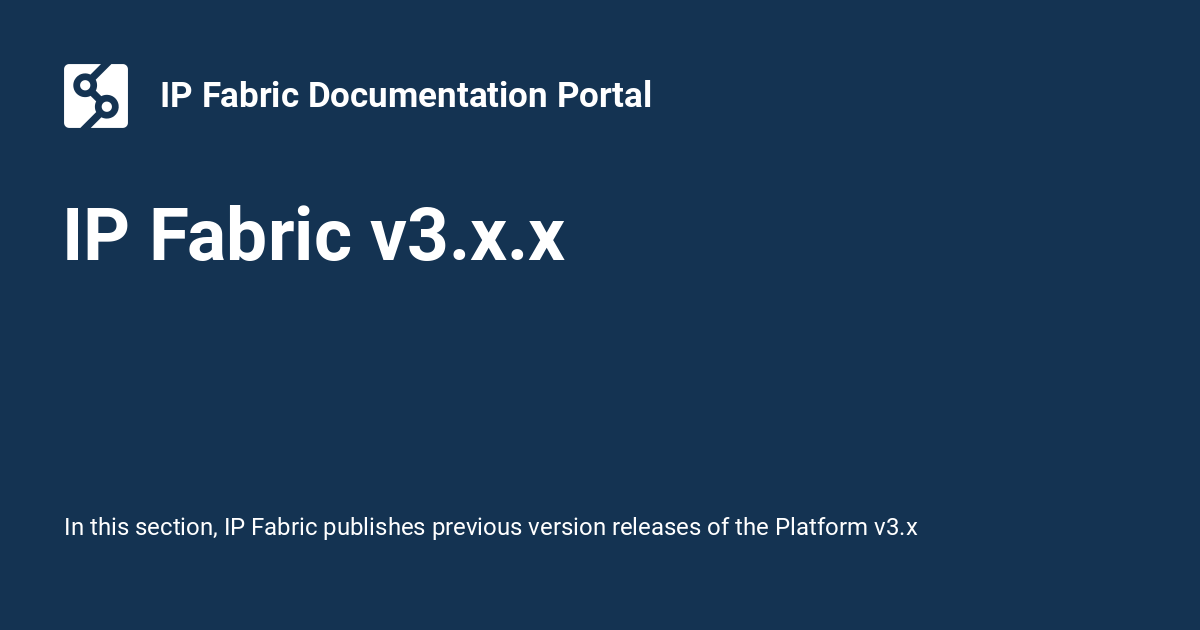 IP Fabric Documentation Portal
IP Fabric v3.x.x
In this section, IP Fabric publishes previous version releases of the Platform v3.x